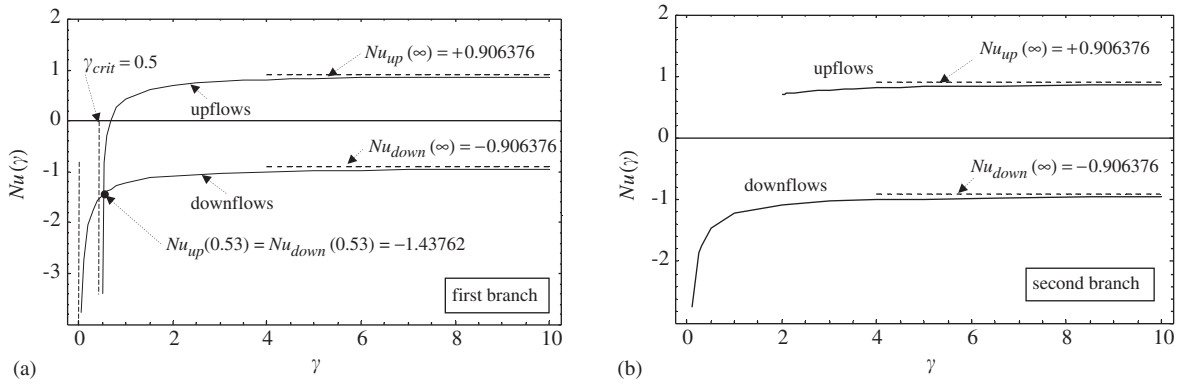 1
0
-1
-2
-3
0
2
4
6
8
10
Nu(γ)
γ
γcrit = 0.5
Nuup (∞) = +0.906376
upflows
Nudown (∞) = −0.906376
downflows
Nuup(0.53) = Nudown (0.53) = −1.43762
first branch
(a)
2
1
0
-1
-2
0
2
4
6
8
10
Nu(γ)
γ
Nuup (∞) = +0.906376
upflows
Nudown (∞) = −0.906376
downflows
second branch
(b)